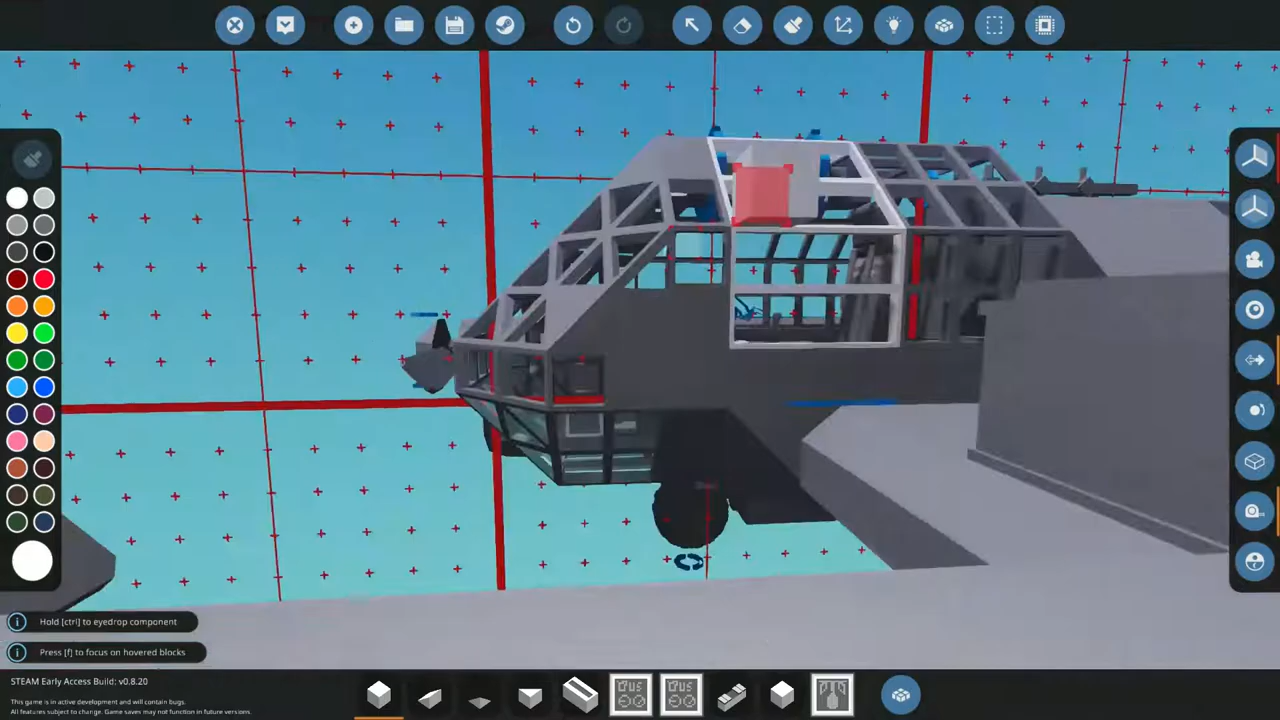 Hold [ctrl] to eyedrop component
Press [f] to focus on hovered blocks
STEAM Early Access Build: v0.8.20
This game is in active development and will contain bugs.
All features subject to change. Game saves may not function in future versions.